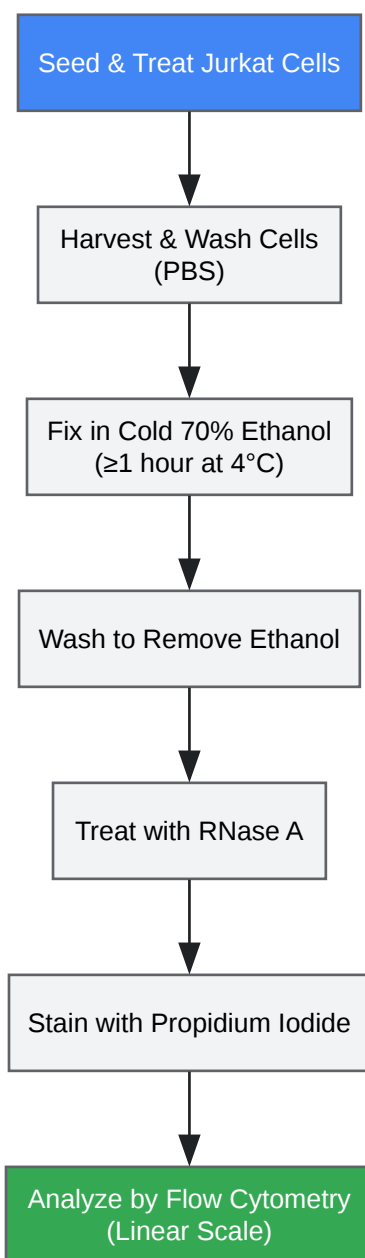 Seed & Treat Jurkat Cells
Harvest & Wash Cells
(PBS)
Fix in Cold 70% Ethanol
(≥1 hour at 4°C)
Wash to Remove Ethanol
Treat with RNase A
Stain with Propidium Iodide
Analyze by Flow Cytometry
(Linear Scale)